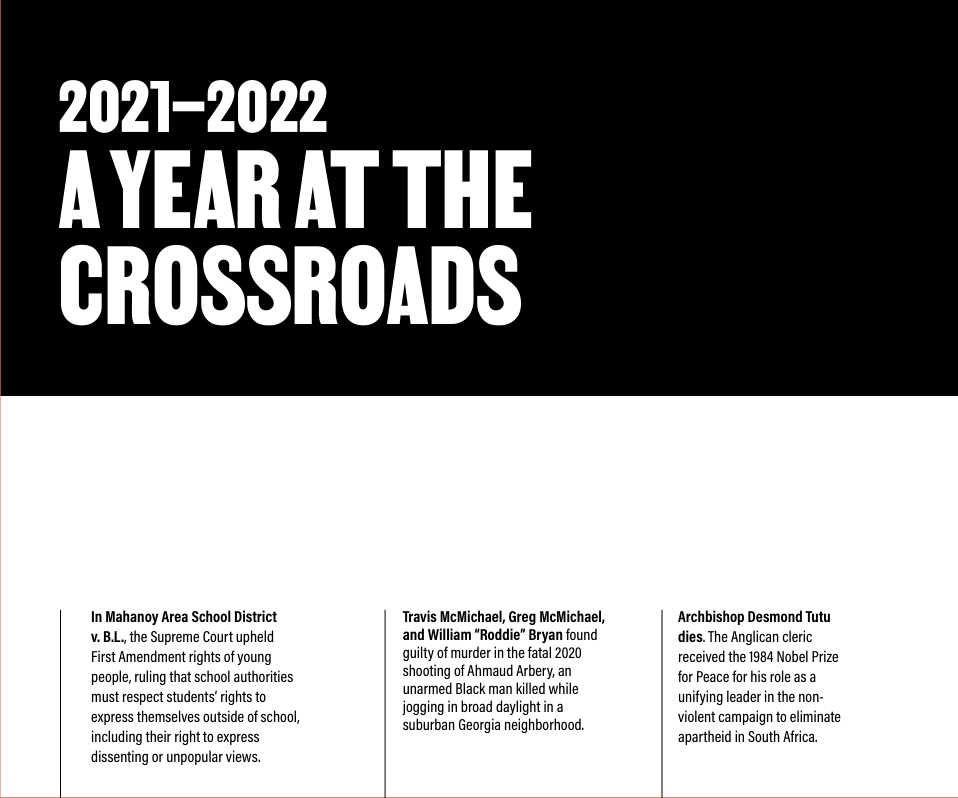 2021–2022
A YEAR AT THE
CROSSROADS
In Mahanoy Area School District
v. B.L., the Supreme Court upheld
First Amendment rights of young
people, ruling that school authorities
must respect students’ rights to
express themselves outside of school,
including their right to express
dissenting or unpopular views.
Travis McMichael, Greg McMichael,
and William “Roddie” Bryan found
guilty of murder in the fatal 2020
shooting of Ahmaud Arbery, an
unarmed Black man killed while
jogging in broad daylight in a
suburban Georgia neighborhood.
Archbishop Desmond Tutu
dies. The Anglican cleric
received the 1984 Nobel Prize
for Peace for his role as a
unifying leader in the non-
violent campaign to eliminate
apartheid in South Africa.